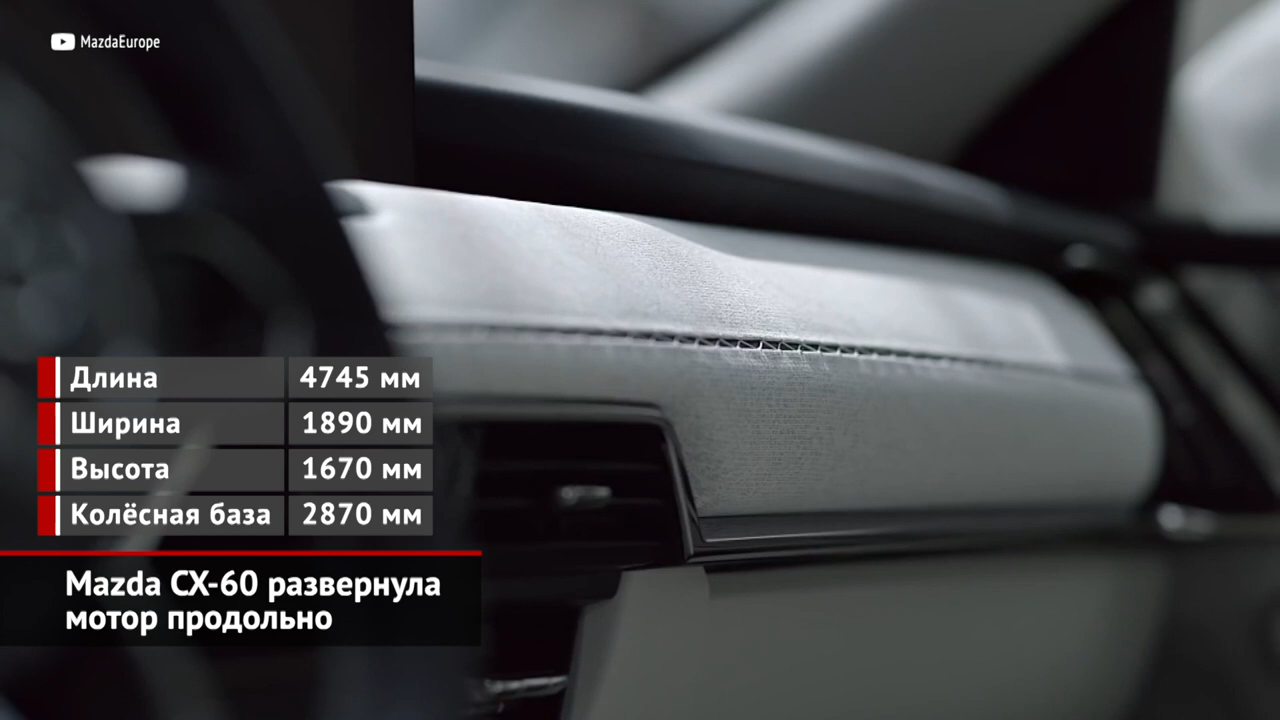 MazdaEurope
Длина 4745 мм
Ширина 1890 мм
Высота 1670 мм
Колёсная база 2870 мм
Mazda CX-60 развернула
мотор продольно